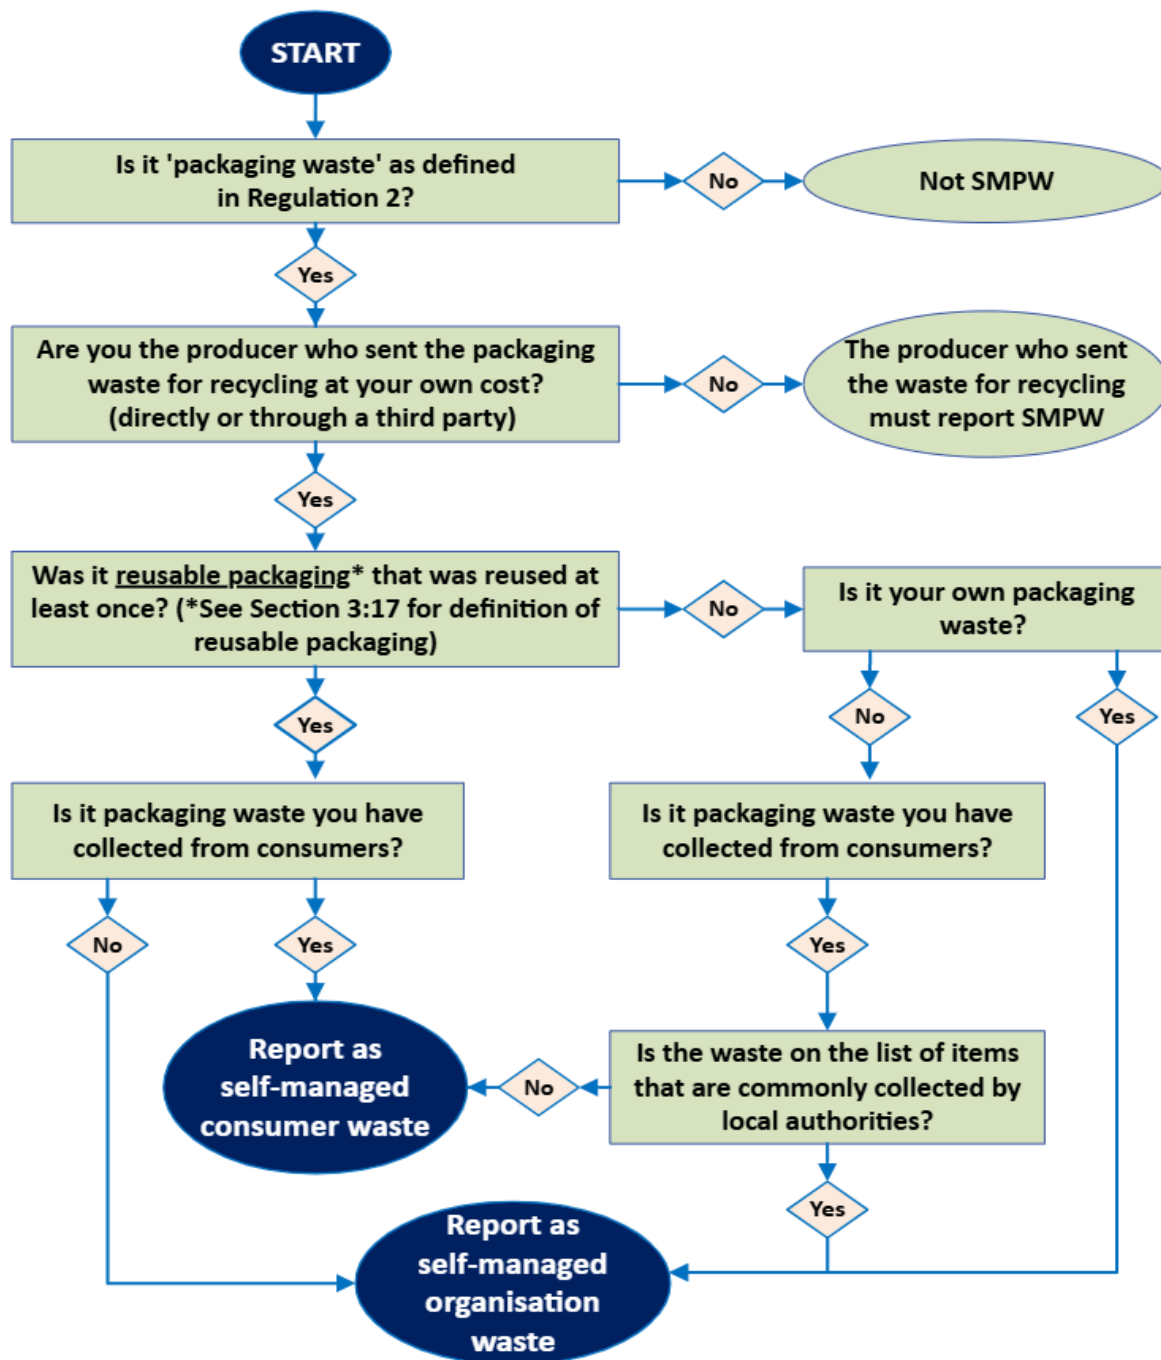 START
Is it 'packaging waste' as defined
in Regulation 2?
No
Not SMPW
Yes
Are you the producer who sent the packaging
waste for recycling at your own cost?
(directly or through a third party)
No
The producer who sent
the waste for recycling
must report SMPW
Yes
Was it reusable packaging* that was reused at
least once? (*See Section 3:17 for definition of
reusable packaging)
No
Is it your own packaging
waste?
Yes
No
Yes
Is it packaging waste you have
collected from consumers?
Is it packaging waste you have
collected from consumers?
No
Yes
Yes
Report as
self-managed
consumer waste
No
Is the waste on the list of items
that are commonly collected by
local authorities?
Yes
Report as
self-managed
organisation
waste